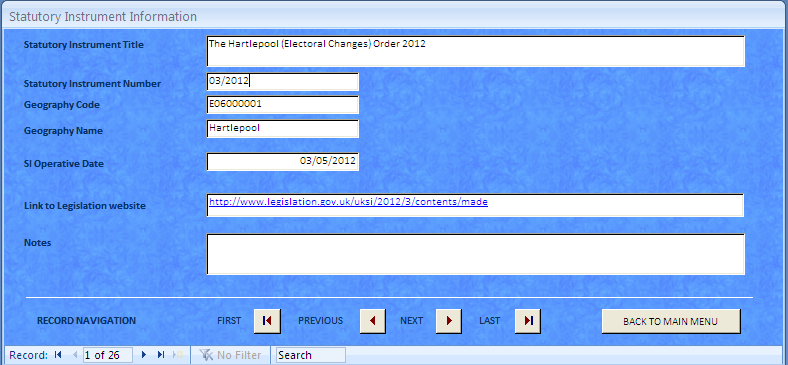 Statutory Instrument Information
Statutory Instrument Title The Hartlepool (Electoral Changes) Order 2012
Statutory Instrument Number 03/2012
Geography Code E06000001
Geography Name Hartlepool
SI Operative Date 03/05/2012
Link to Legislation website http://www.legislation.gov.uk/uksi/2012/3/contents/made
Notes
RECORD NAVIGATION FIRST PREVIOUS NEXT LAST BACK TO MAIN MENU
Record: 1 of 26 No Filter Search